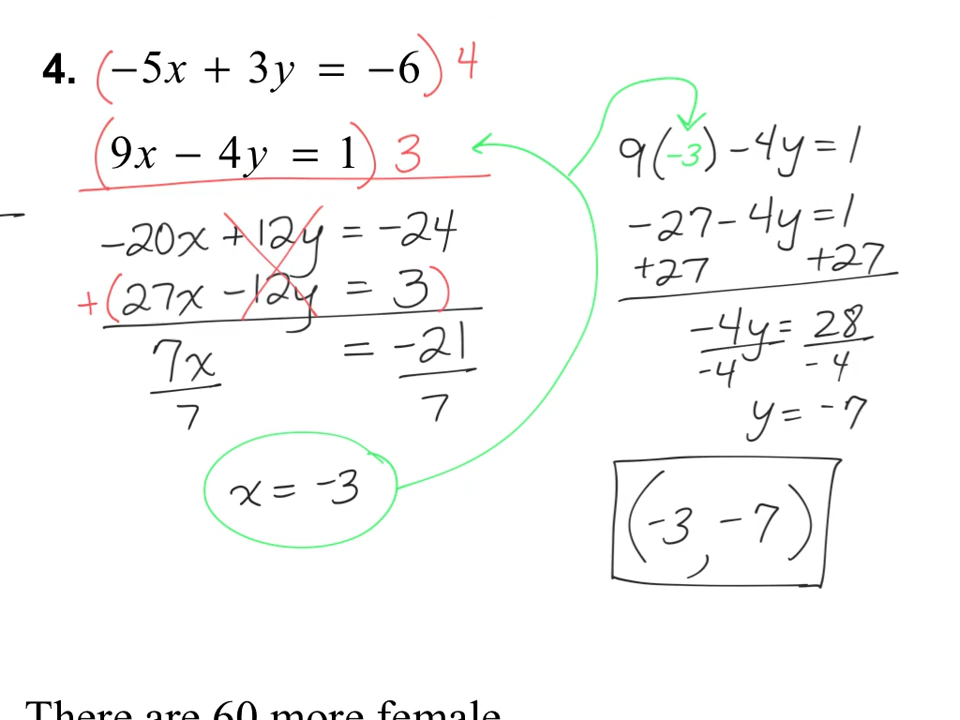 4. (−5x + 3y = −6) 4
(9x − 4y = 1) 3
-20x +12y = -24
+(27x -12y = 3)
7x = -21
7 7
x = -3
9(-3) -4y = 1
-27 - 4y = 1
+27 +27
-4y = 28
-4 -4
y = -7
(-3, -7)
There are 60 more female